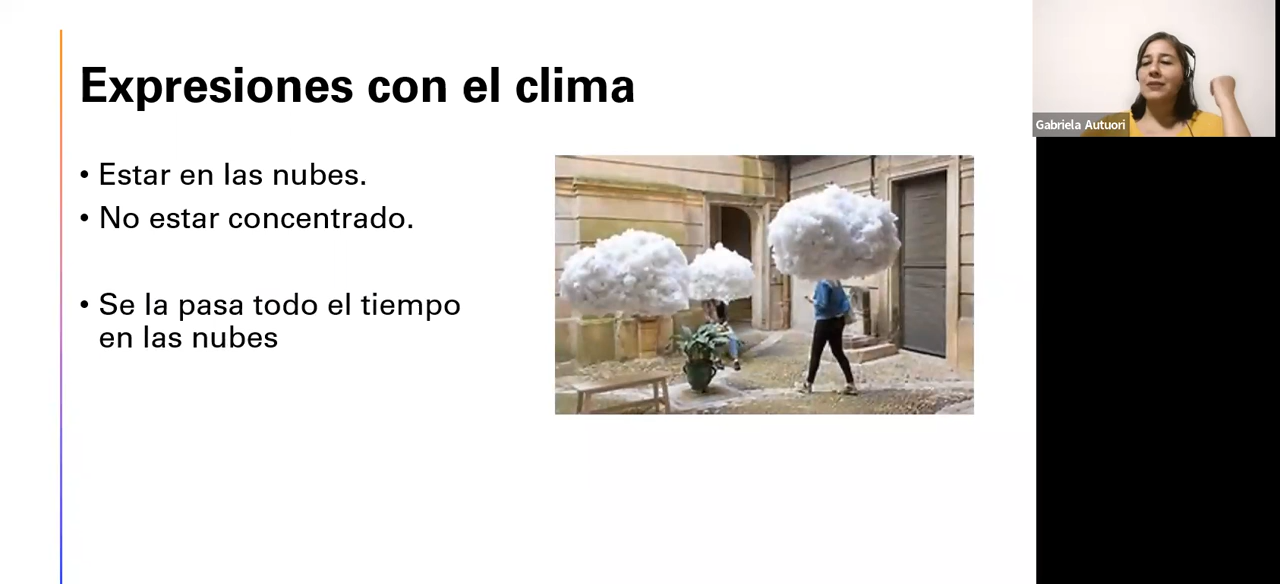 Expresiones con el clima
• Estar en las nubes.
• No estar concentrado.
• Se la pasa todo el tiempo
en las nubes
Gabriela Autuori